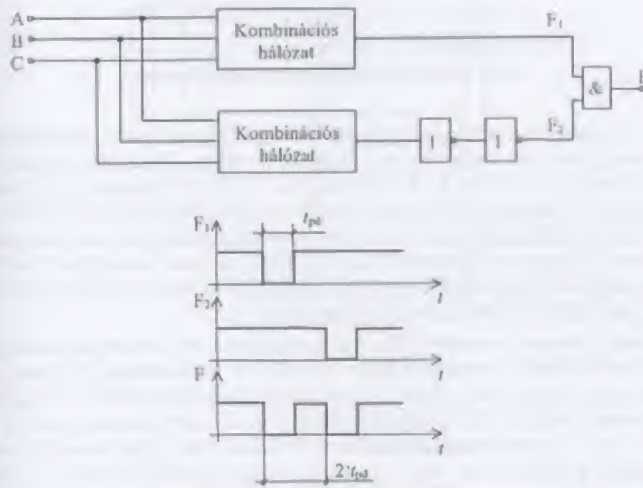 A
B
C
Kombinációs
hálózat
F₁
&
F
Kombinációs
hálózat
1
1
F₂
F₁
tpd
t
F₂
t
F
t
2·tpd